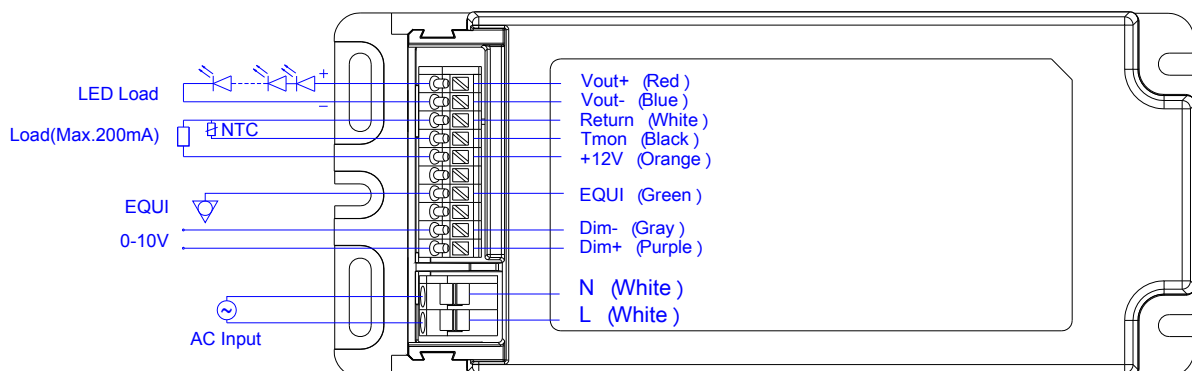 LED Load
+
–
Load(Max.200mA)
NTC
EQUI
0-10V
AC Input
Vout+ (Red)
Vout- (Blue)
Return (White)
Tmon (Black)
+12V (Orange)
EQUI (Green)
Dim- (Gray)
Dim+ (Purple)
N (White)
L (White)